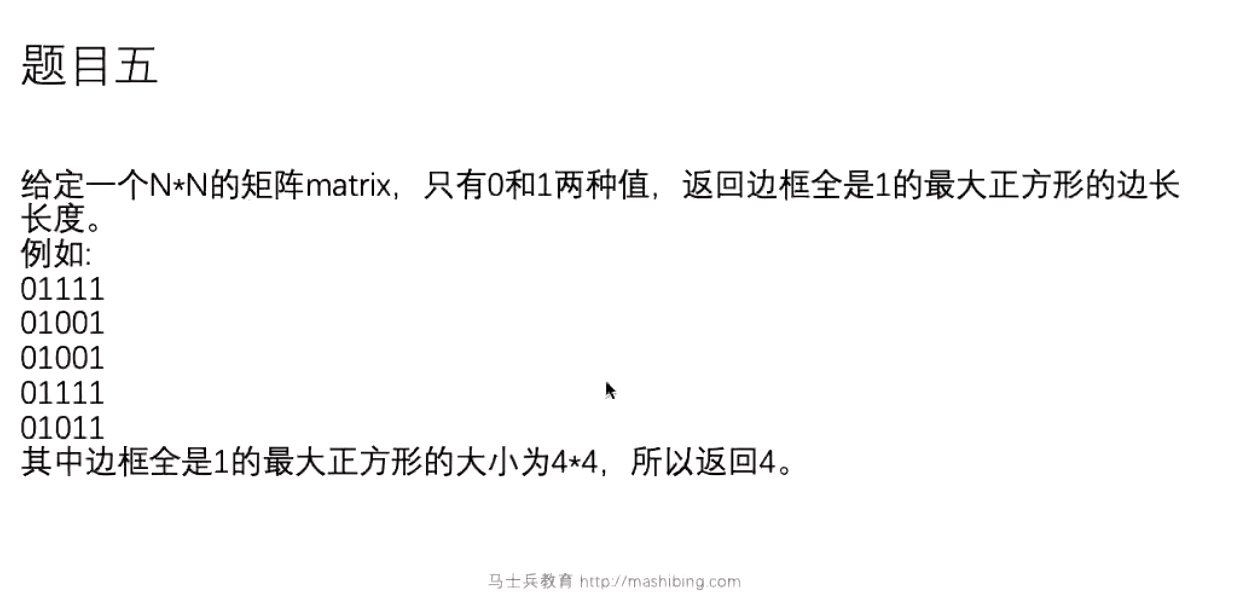 题目五
给定一个N*N的矩阵matrix，只有0和1两种值，返回边框全是1的最大正方形的边长
长度。
例如:
01111
01001
01001
01111
01011
其中边框全是1的最大正方形的大小为4*4，所以返回4。
马士兵教育 http://mashibing.com